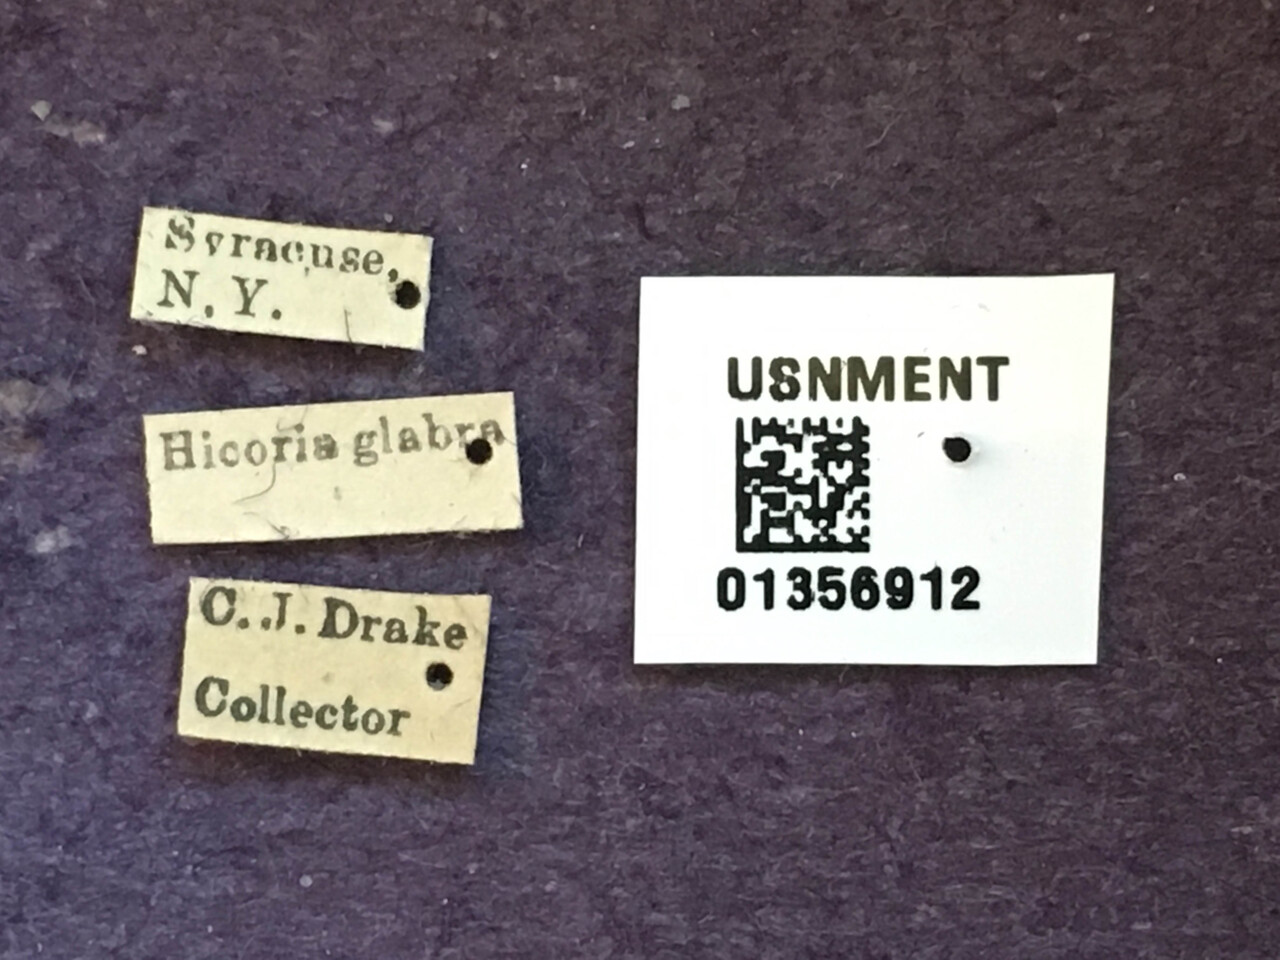 Syracuse,
N. Y.
Hicoria glabra
C. J. Drake
Collector
USNMENT
01356912